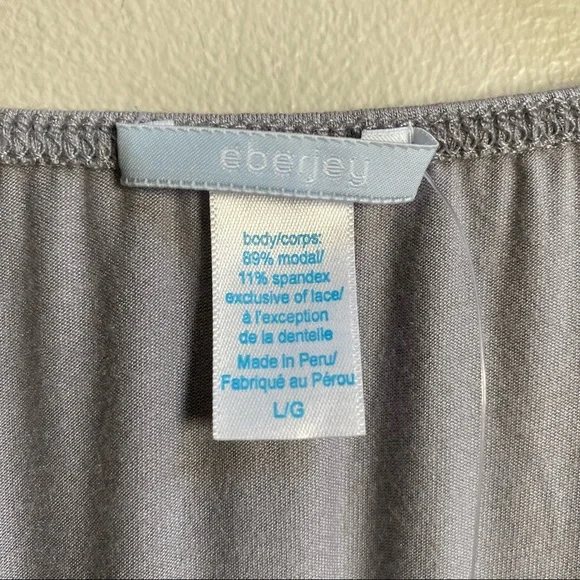 eberjey
body/corps:
89% modal/
11% spandex
exclusive of lace/
à l'exception
de la dentelle
Made in Peru/
Fabriqué au Pérou
L/G